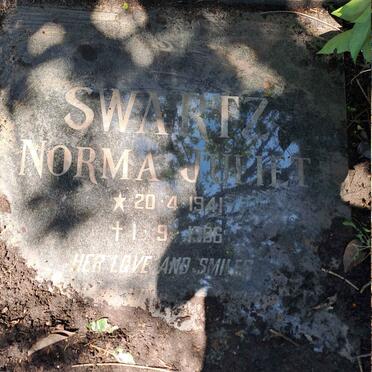 SWARTZ
NORMA JULIET
★ 20·4·1941
† 1·9·1986
HER LOVE AND SMILES